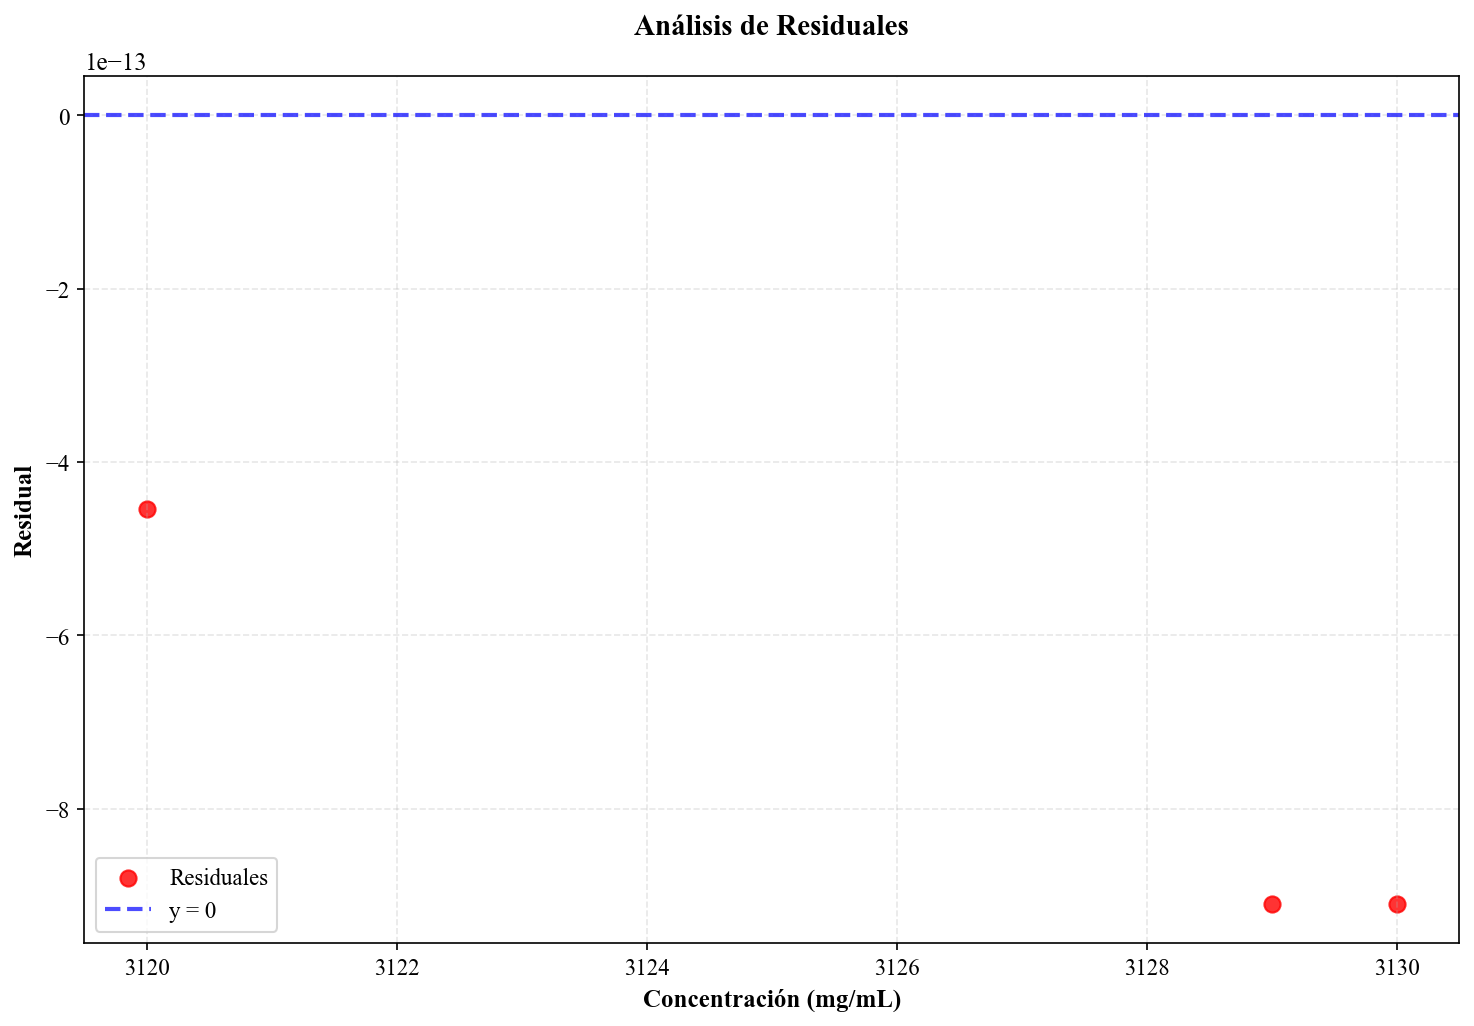 Análisis de Residuales
1e−13
0
−2
−4
−6
−8
Residual
Residuales
y = 0
3120 3122 3124 3126 3128 3130
Concentración (mg/mL)